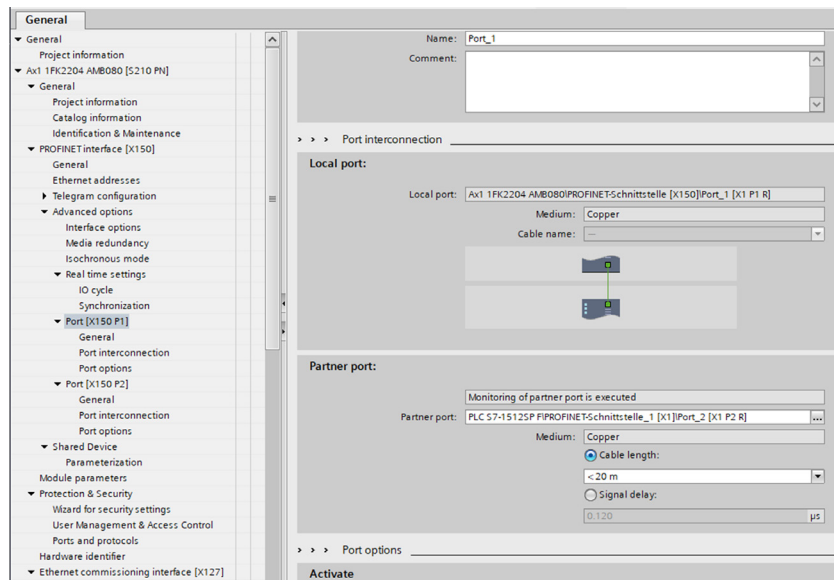 General
General
Project information
Ax1 1FK2204 AMB080 [S210 PN]
General
Project information
Catalog information
Identification & Maintenance
PROFINET interface [X150]
General
Ethernet addresses
Telegram configuration
Advanced options
Interface options
Media redundancy
Isochronous mode
Real time settings
IO cycle
Synchronization
Port [X150 P1]
General
Port interconnection
Port options
Port [X150 P2]
General
Port interconnection
Port options
Shared Device
Parameterization
Module parameters
Protection & Security
Wizard for security settings
User Management & Access Control
Ports and protocols
Hardware identifier
Ethernet commissioning interface [X127]
Name: Port_1
Comment:
> > > Port interconnection
Local port:
Local port: Ax1 1FK2204 AMB080\PROFINET-Schnittstelle [X150]\Port_1 [X1 P1 R]
Medium: Copper
Cable name: ---
Partner port:
Monitoring of partner port is executed
Partner port: PLC S7-1512SP F\PROFINET-Schnittstelle_1 [X1]\Port_2 [X1 P2 R] ...
Medium: Copper
Cable length:
<20 m
Signal delay:
0.120 µs
> > > Port options
Activate